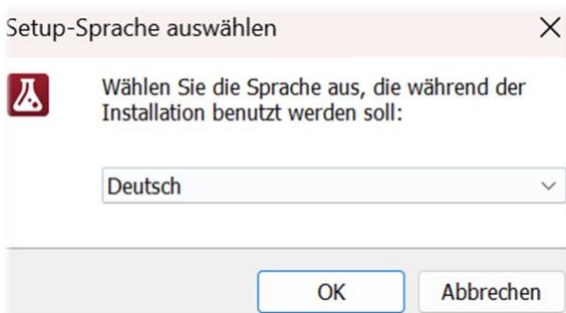 Setup-Sprache auswählen
Wählen Sie die Sprache aus, die während der
Installation benutzt werden soll:
Deutsch
OK
Abbrechen